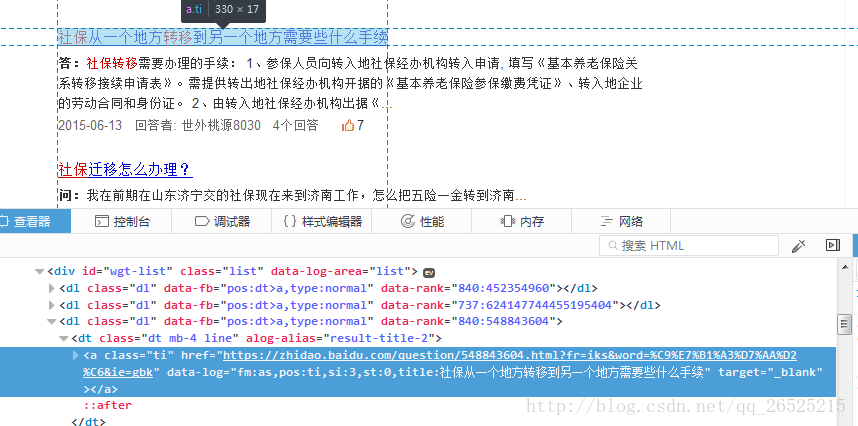 a.ti | 330 × 17
社保从一个地方转移到另一个地方需要些什么手续
答：社保转移需要办理的手续： 1、参保人员向转入地社保经办机构转入申请, 填写《基本养老保险关
系转移接续申请表》。需提供转出地社保经办机构开据的《基本养老保险参保缴费凭证》、转入地企业
的劳动合同和身份证。 2、由转入地社保经办机构出据《...
2015-06-13 回答者: 世外桃源8030 4个回答 7
社保迁移怎么办理？
问：我在前期在山东济宁交的社保现在来到济南工作，怎么把五险一金转到济南...
查看器 控制台 调试器 { } 样式编辑器 性能 内存 网络
搜索 HTML
<div id="wgt-list" class="list" data-log-area="list"> ev
<dl class="dl" data-fb="pos:dt>a,type:normal" data-rank="840:452354960"></dl>
<dl class="dl" data-fb="pos:dt>a,type:normal" data-rank="737:624147744455195404"></dl>
<dl class="dl" data-fb="pos:dt>a,type:normal" data-rank="840:548843604">
<dt class="dt mb-4 line" alog-alias="result-title-2">
<a class="ti" href="https://zhidao.baidu.com/question/548843604.html?fr=iks&word=%C9%E7%B1%A3%D7%AA%D2
%C6&ie=gbk" data-log="fm:as,pos:ti,si:3,st:0,title:社保从一个地方转移到另一个地方需要些什么手续" target="_blank"
></a>
::after
</dt>
http://blog.csdn.net/qq_26525215